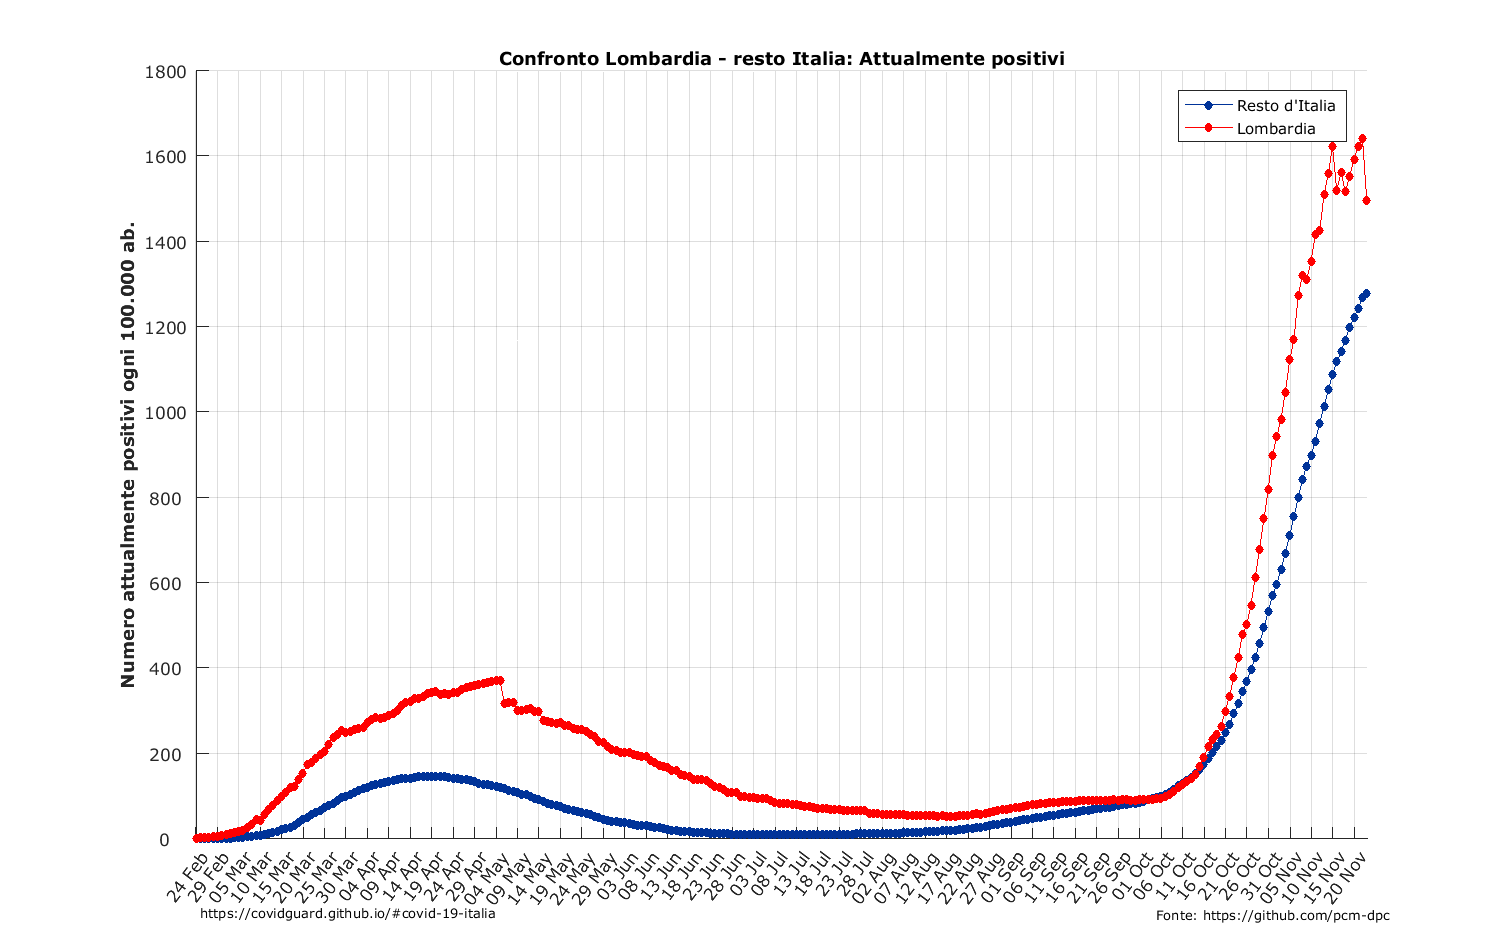 Confronto Lombardia - resto Italia: Attualmente positivi
Resto d'Italia
Lombardia
Numero attualmente positivi ogni 100.000 ab.
1800
1600
1400
1200
1000
800
600
400
200
0
24 Feb
29 Feb
05 Mar
10 Mar
15 Mar
20 Mar
25 Mar
30 Mar
04 Apr
09 Apr
14 Apr
19 Apr
24 Apr
29 Apr
04 May
09 May
14 May
19 May
24 May
29 May
03 Jun
08 Jun
13 Jun
18 Jun
23 Jun
28 Jun
03 Jul
08 Jul
13 Jul
18 Jul
23 Jul
28 Jul
02 Aug
07 Aug
12 Aug
17 Aug
22 Aug
27 Aug
01 Sep
06 Sep
11 Sep
16 Sep
21 Sep
26 Sep
01 Oct
06 Oct
11 Oct
16 Oct
21 Oct
26 Oct
31 Oct
05 Nov
10 Nov
15 Nov
20 Nov
https://covidguard.github.io/#covid-19-italia
Fonte: https://github.com/pcm-dpc